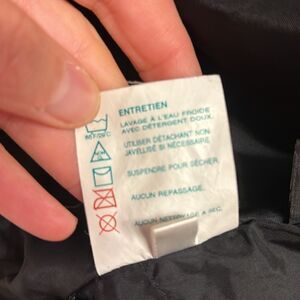 ENTRETIEN
LAVAGE À L'EAU FROIDE
AVEC DÉTERGENT DOUX.
UTILISER DÉTACHANT NON
JAVELLISÉ SI NÉCESSAIRE.
SUSPENDRE POUR SÉCHER.
AUCUN REPASSAGE.
AUCUN NETTOYAGE À SEC.